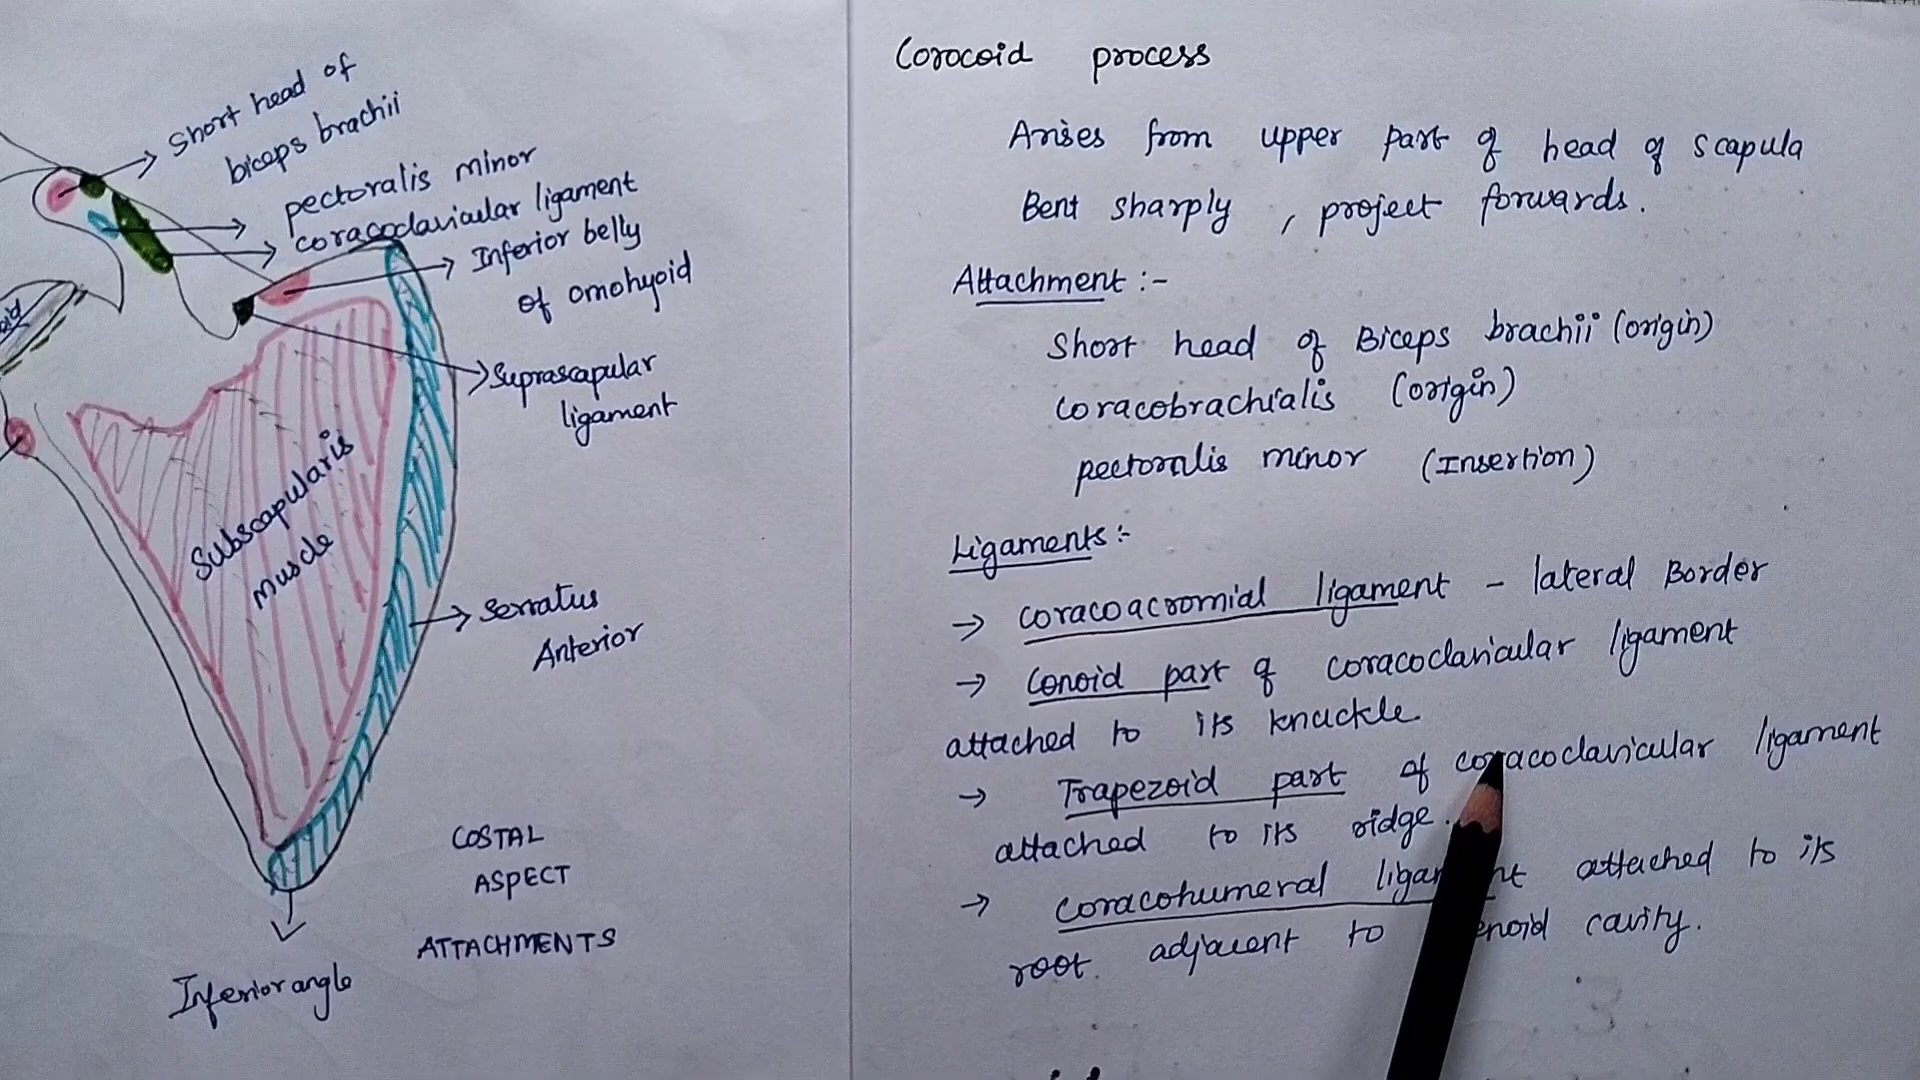 Short head of
biceps brachii
pectoralis minor
coracoclavicular ligament
Inferior belly
of omohyoid
Suprascapular
ligament
Subscapularis
muscle
Serratus
Anterior
COSTAL
ASPECT
ATTACHMENTS
Inferior angle
Corocoid process
Arises from upper part of head of scapula
Bent sharply , project forwards.
Attachment :-
Short head of Biceps brachii (origin)
coracobrachialis (origin)
pectoralis minor (Insertion)
Ligaments :-
→ coracoacromial ligament - lateral Border
→ Conoid part of coracoclavicular ligament
attached to its knuckle.
→ Trapezoid part of coracoclavicular ligament
attached to its ridge.
→ coracohumeral attached to its
root. adjacent to cavity.